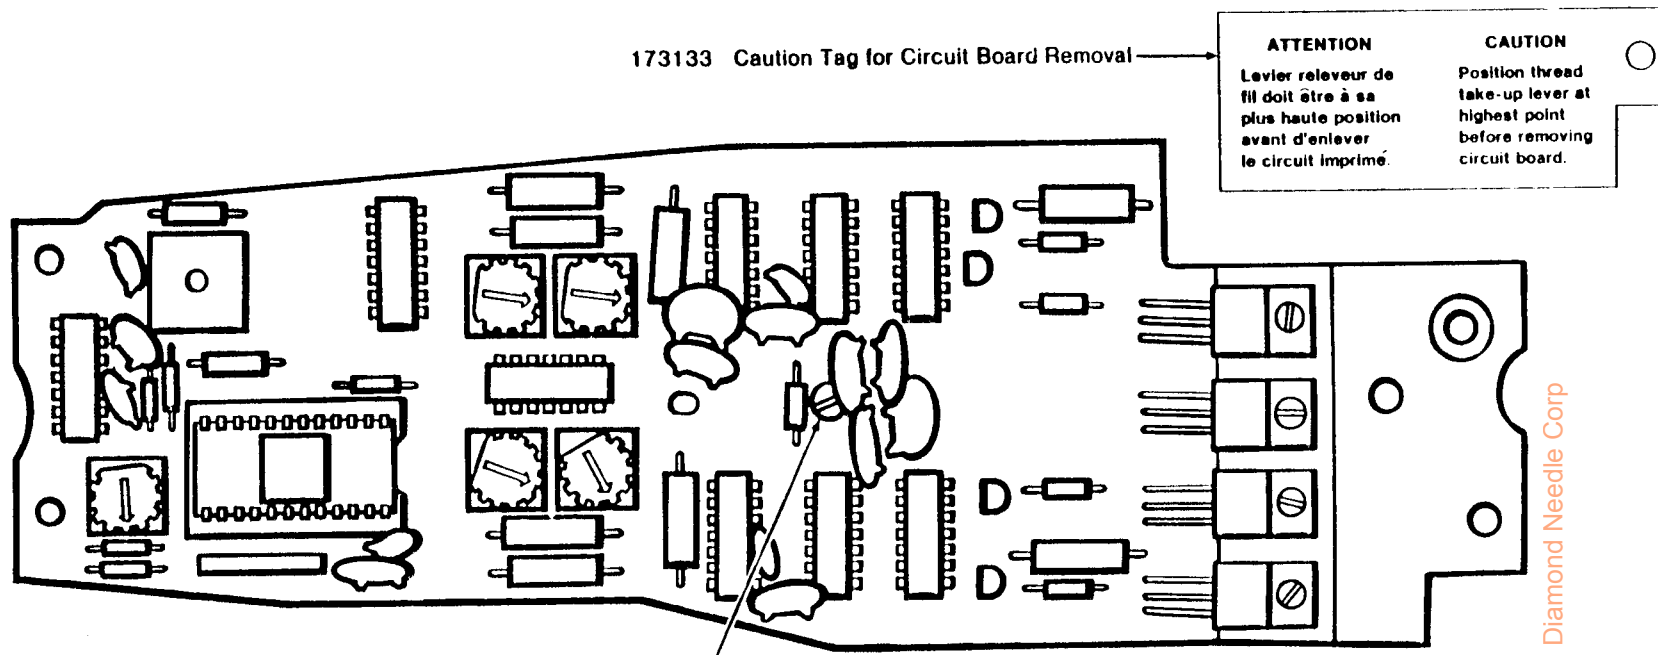 173133 Caution Tag for Circuit Board Removal
ATTENTION
Levier releveur de
fil doit être à sa
plus haute position
avant d'enlever
le circuit imprimé.
CAUTION
Position thread
take-up lever at
highest point
before removing
circuit board.
Diamond Needle Corp